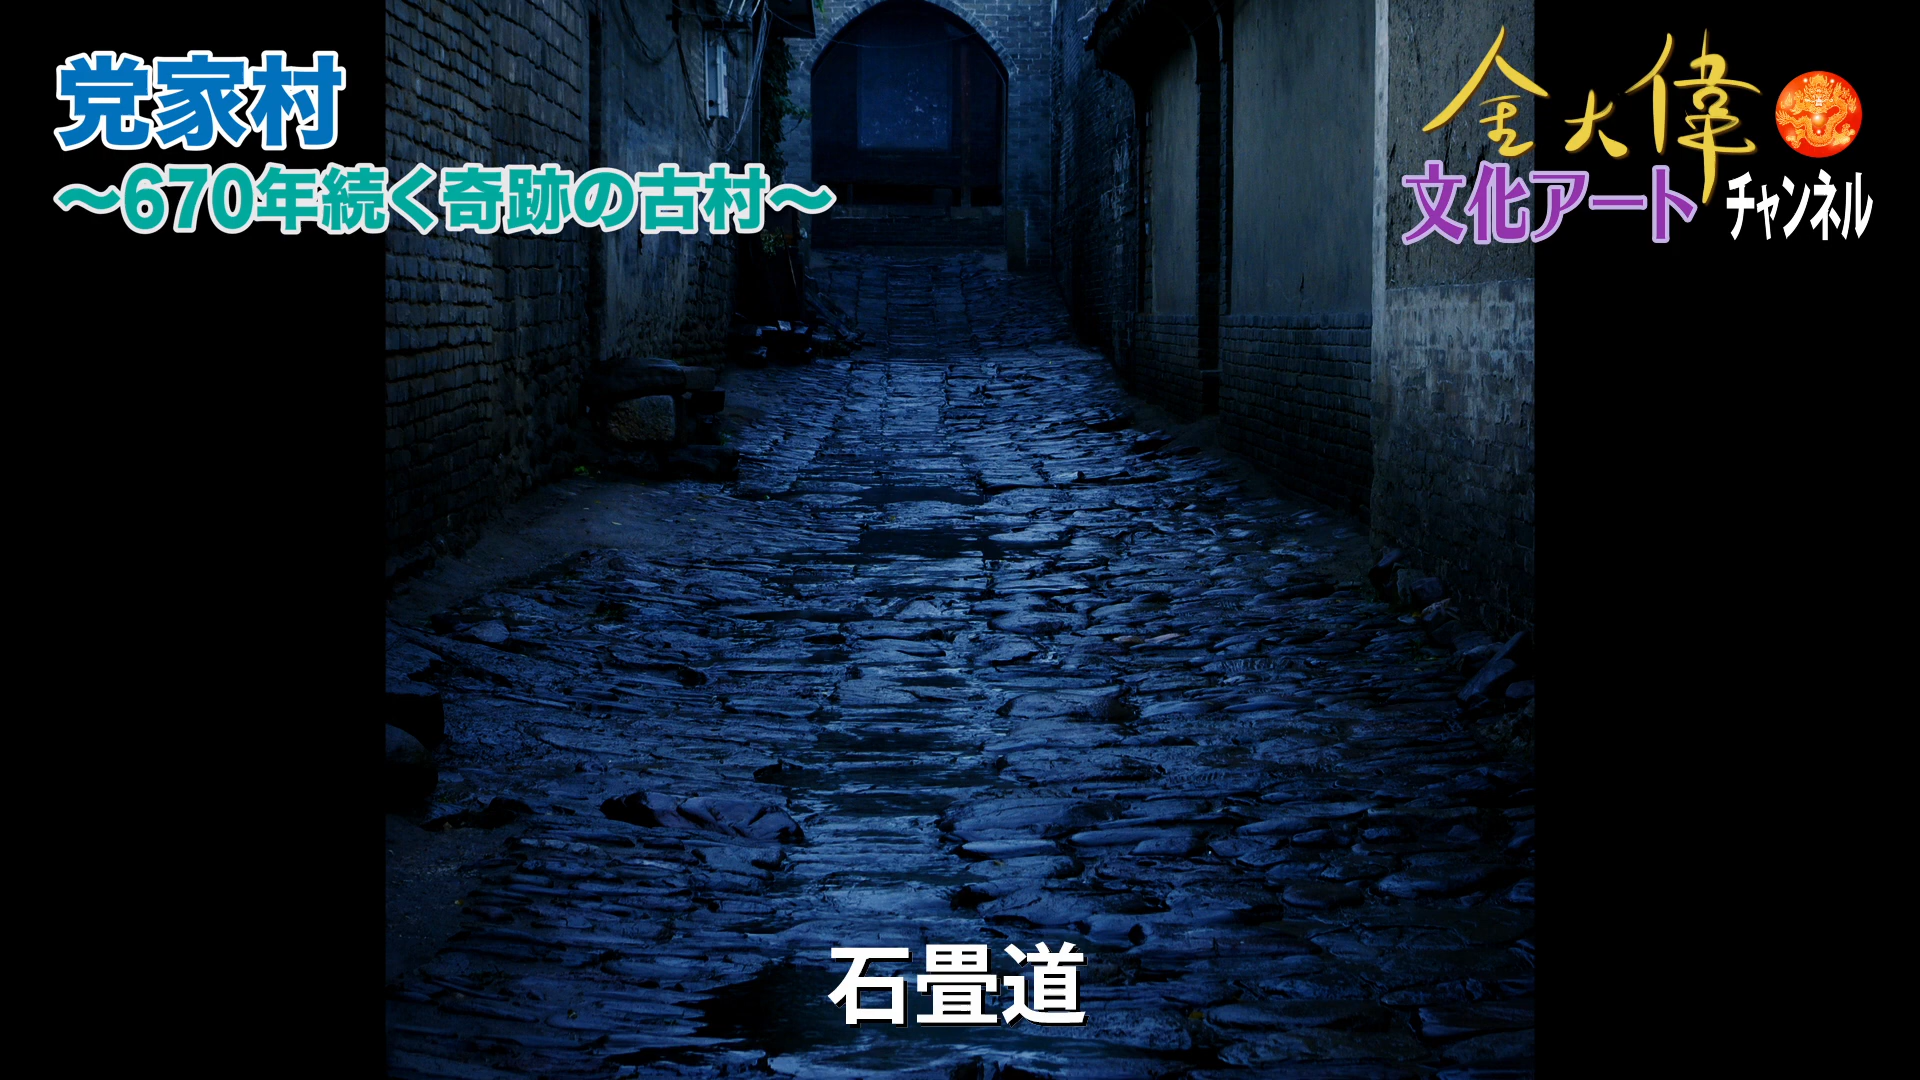 党家村
～670年続く奇跡の古村～
金大偉
文化アート チャンネル
石畳道